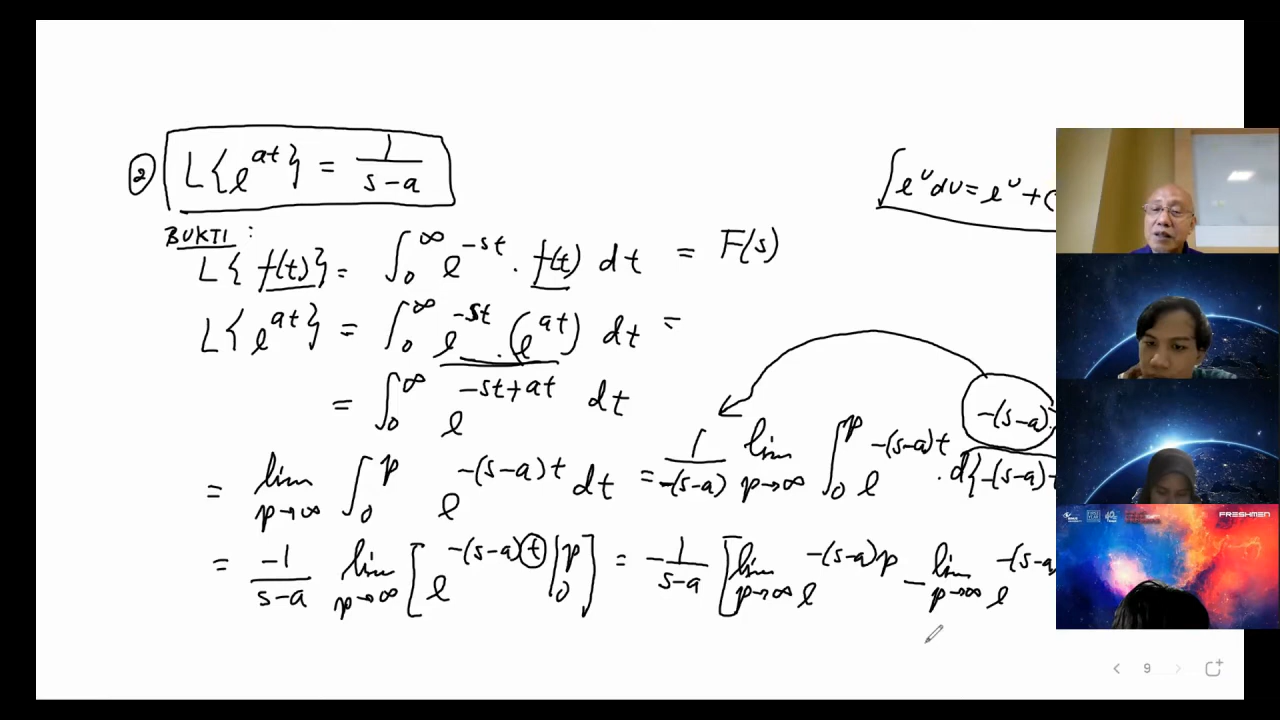 ② L{e^{at}} = 1/(s-a)
∫e^u du = e^u + C
BUKTI :
L{f(t)} = ∫_0^∞ e^{-st} . f(t) dt = F(s)
L{e^{at}} = ∫_0^∞ e^{-st} . (e^{at}) dt =
= ∫_0^∞ e^{-st+at} dt
-(s-a)
= lim_{p→∞} ∫_0^p e^{-(s-a)t} dt = 1/-(s-a) lim_{p→∞} ∫_0^p e^{-(s-a)t} . d{-(s-a)t
= -1/(s-a) lim_{p→∞} [e^{-(s-a)t} |_0^p] = -1/(s-a) [lim_{p→∞} e^{-(s-a)p} - lim_{p→∞} e^{-(s-a
FRESHMEN
9